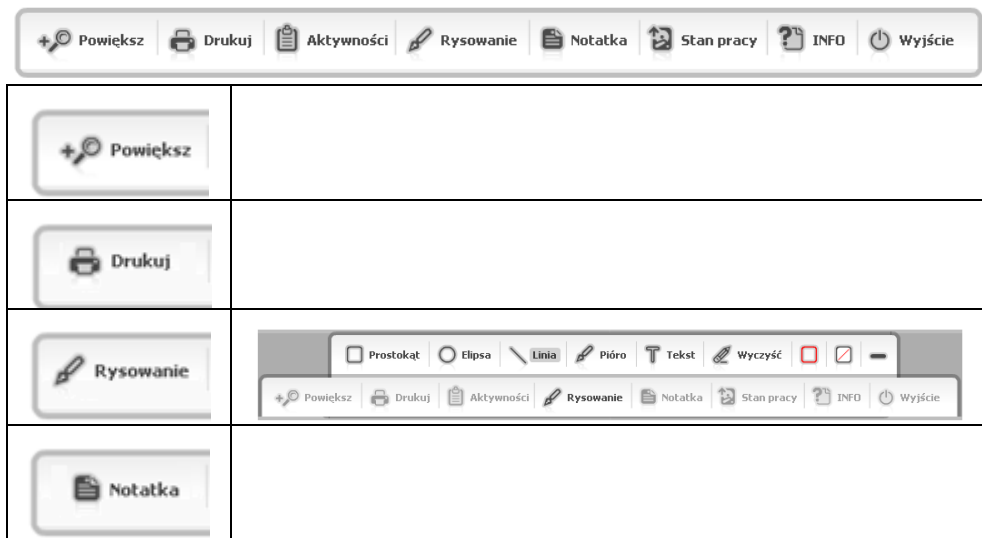 Powiększ Drukuj Aktywności Rysowanie Notatka Stan pracy INFO Wyjście
Powiększ
Drukuj
Rysowanie
Prostokąt Elipsa Linia Pióro Tekst Wyczyść
Powiększ Drukuj Aktywności Rysowanie Notatka Stan pracy INFO Wyjście
Notatka